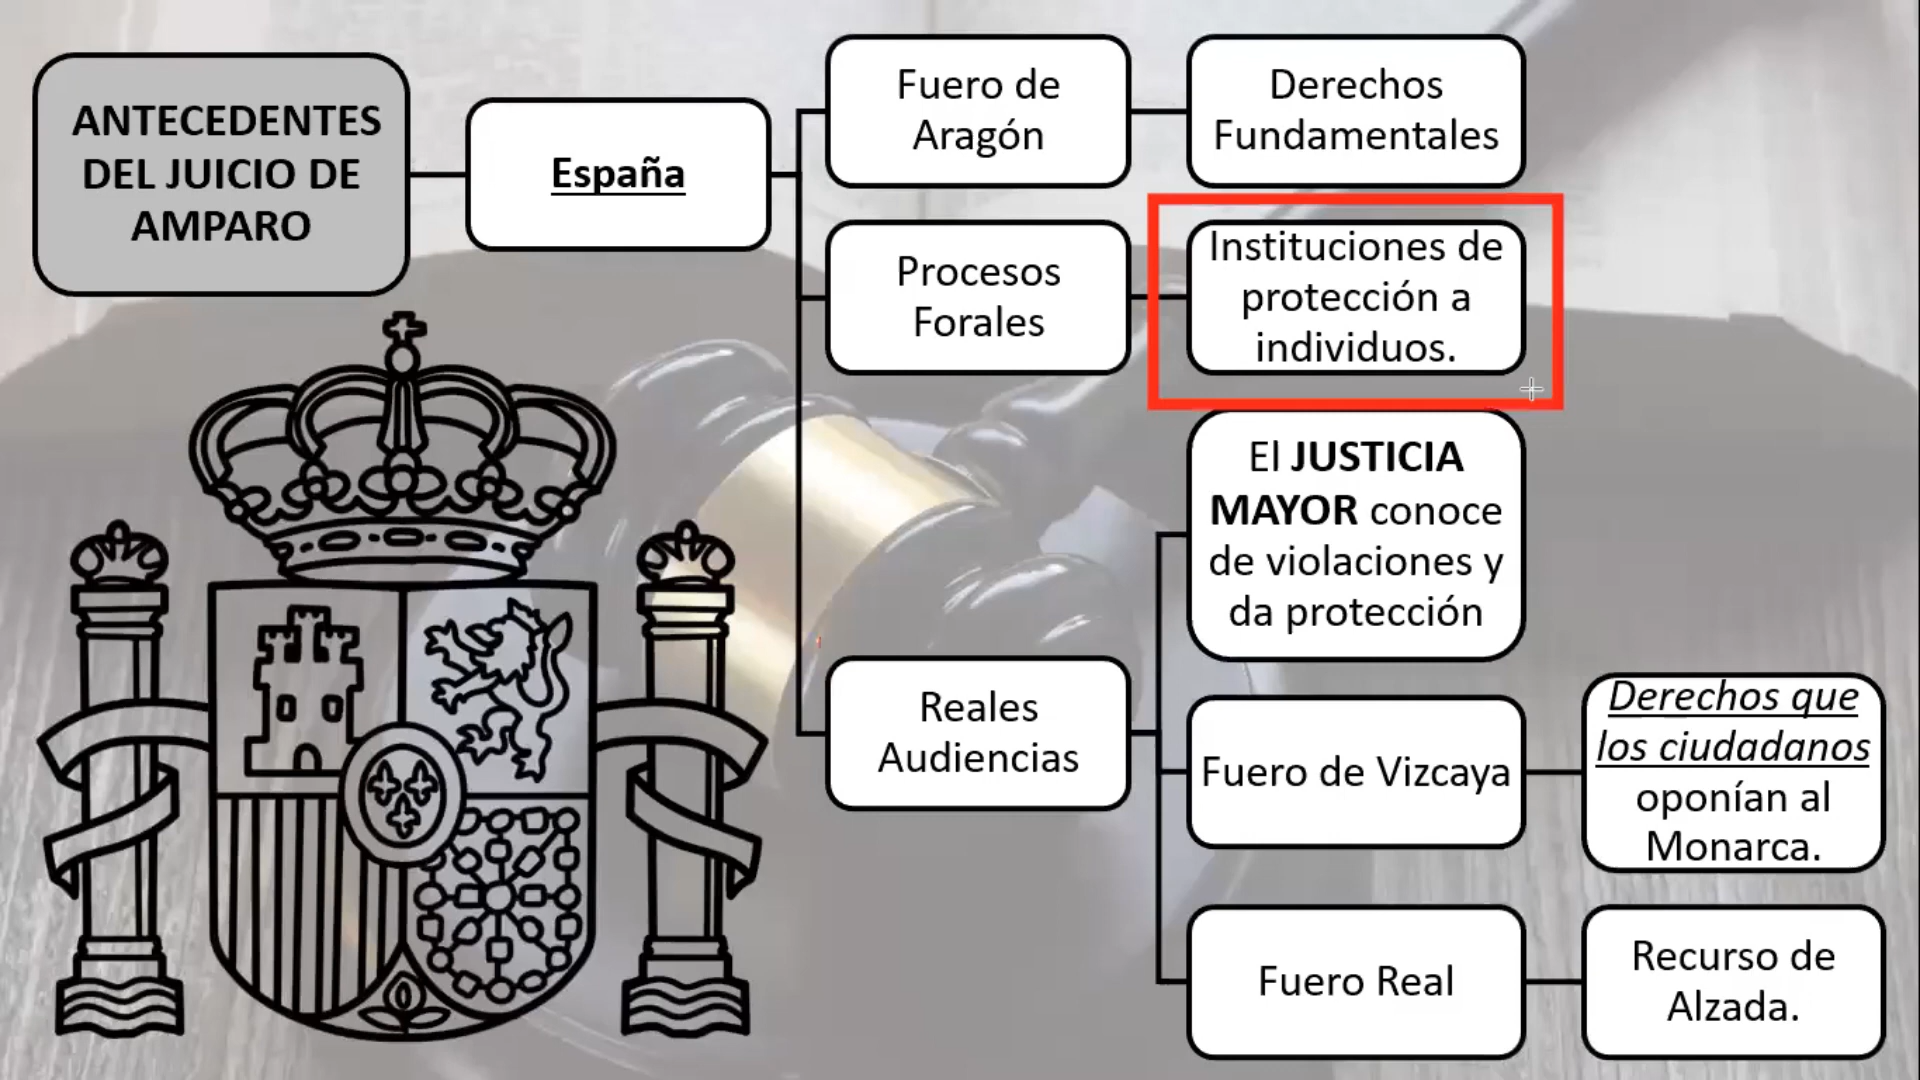 ANTECEDENTES
DEL JUICIO DE
AMPARO
España
Fuero de
Aragón
Derechos
Fundamentales
Procesos
Forales
Instituciones de
protección a
individuos.
Reales
Audiencias
El JUSTICIA
MAYOR conoce
de violaciones y
da protección
Fuero de Vizcaya
Derechos que
los ciudadanos
oponían al
Monarca.
Fuero Real
Recurso de
Alzada.